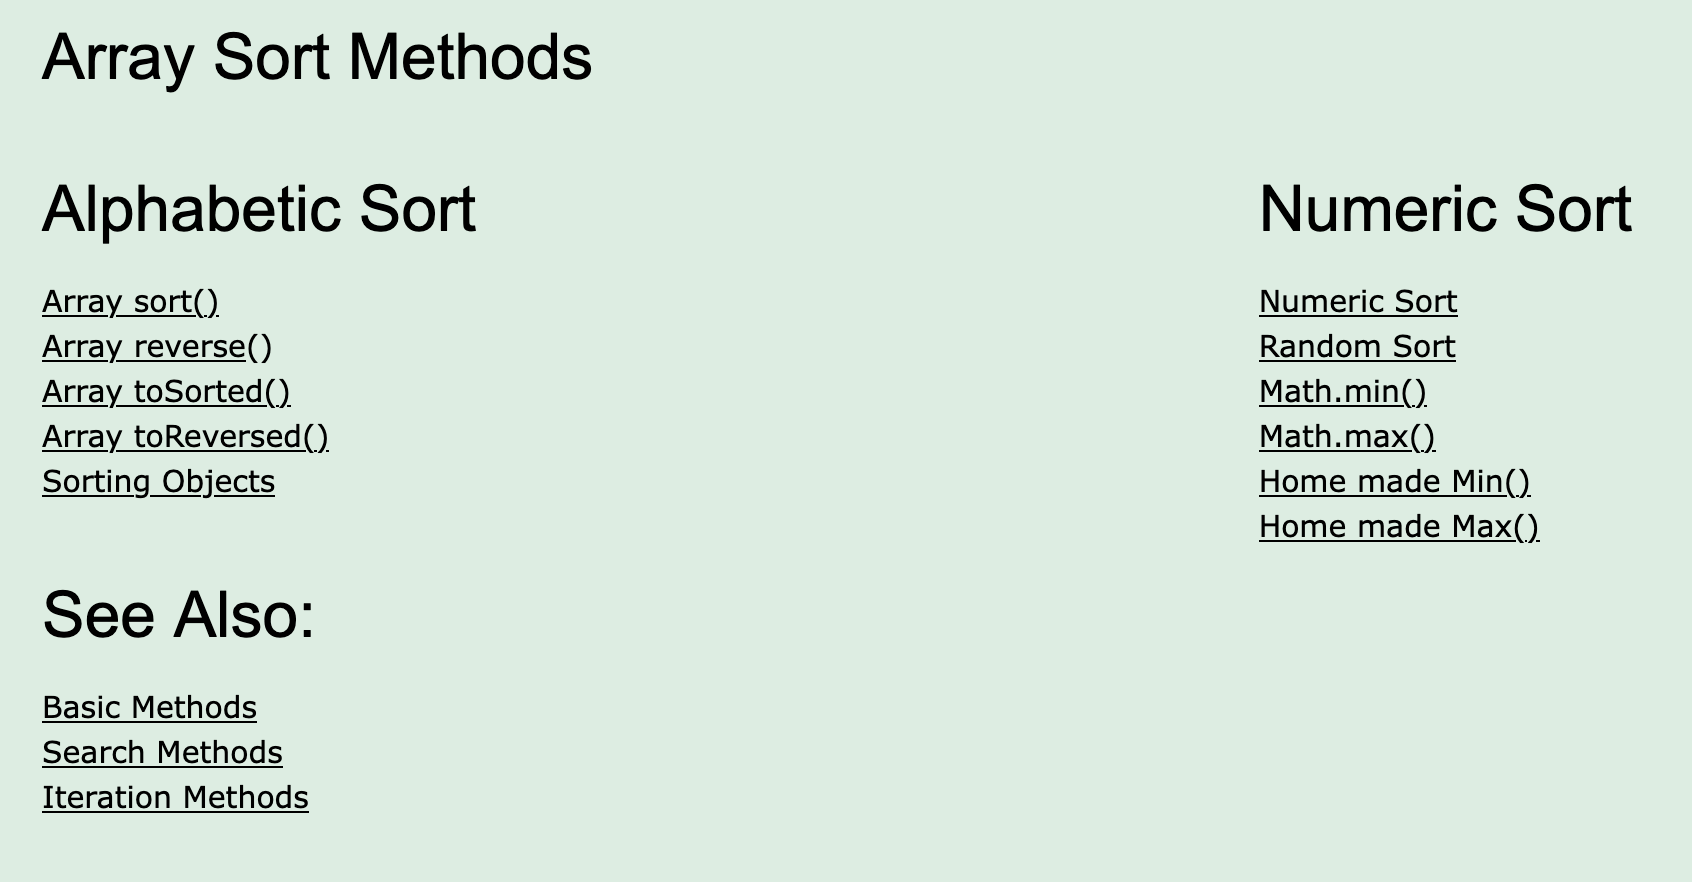 Array Sort Methods
Alphabetic Sort
Array sort()
Array reverse()
Array toSorted()
Array toReversed()
Sorting Objects
Numeric Sort
Numeric Sort
Random Sort
Math.min()
Math.max()
Home made Min()
Home made Max()
See Also:
Basic Methods
Search Methods
Iteration Methods